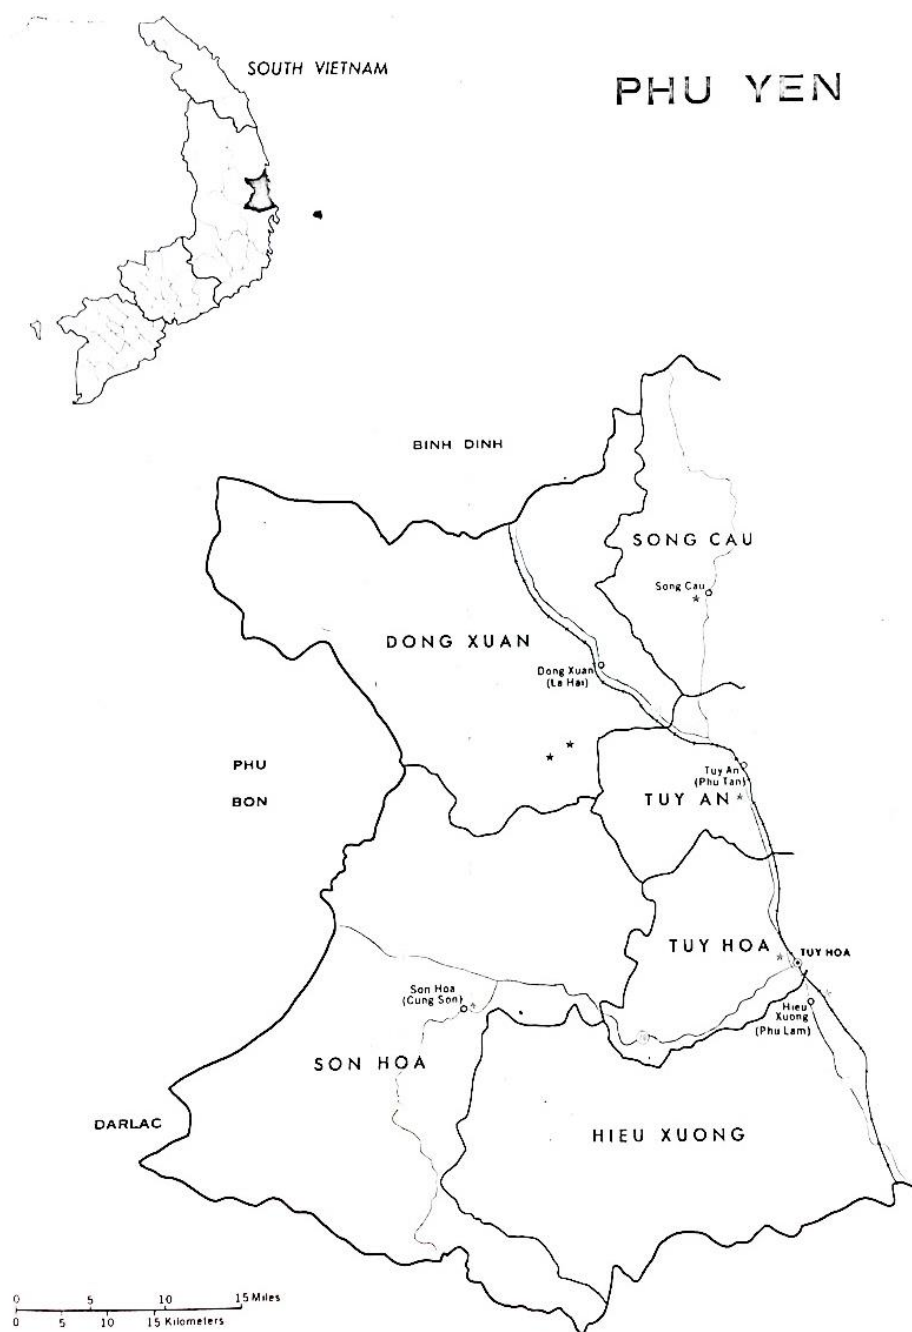 SOUTH VIETNAM
PHU YEN
BINH DINH
SONG CAU
Song Cau
DONG XUAN
Dong Xuan
(La Hai)
PHU
BON
Tuy An
(Phu Tan)
TUY AN
TUY HOA
TUY HOA
Son Hoa
(Cung Son)
Hieu
Xuong
(Phu Lam)
SON HOA
DARLAC
HIEU XUONG
0 5 10 15 Miles
0 5 10 15 Kilometers